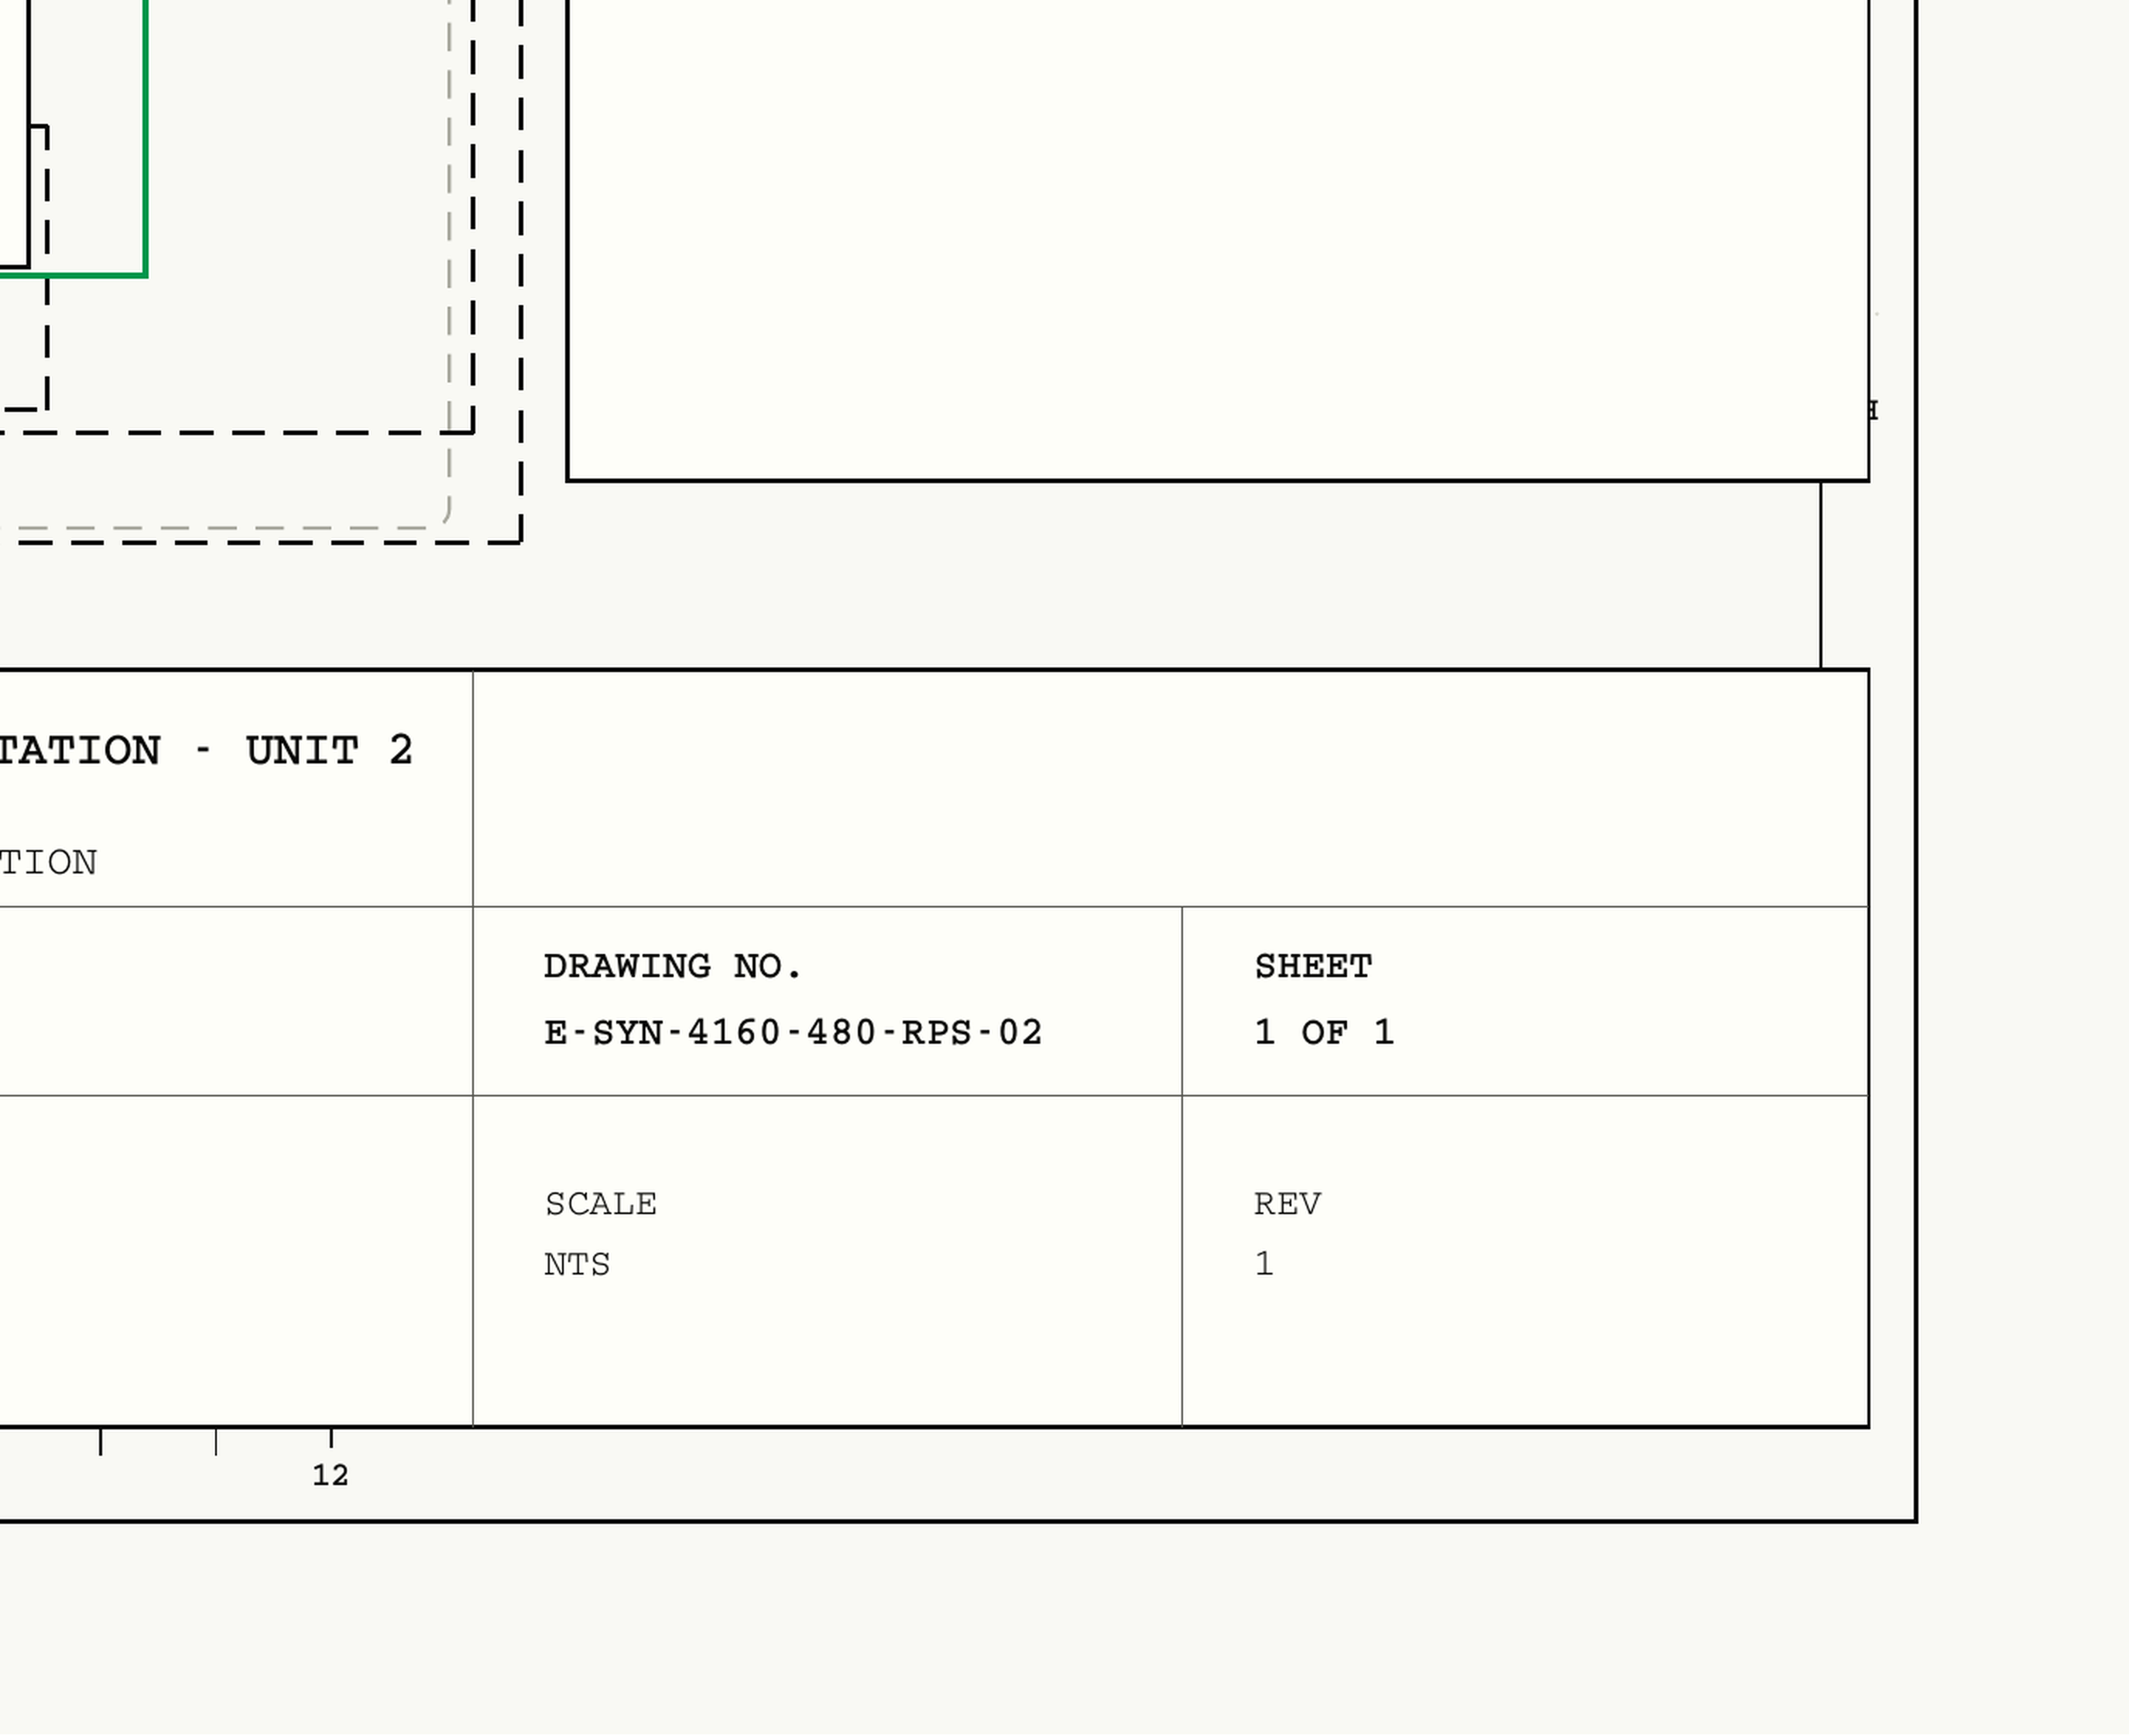 H
TATION - UNIT 2
TION
DRAWING NO.
E-SYN-4160-480-RPS-02
SHEET
1 OF 1
SCALE
NTS
REV
1
12